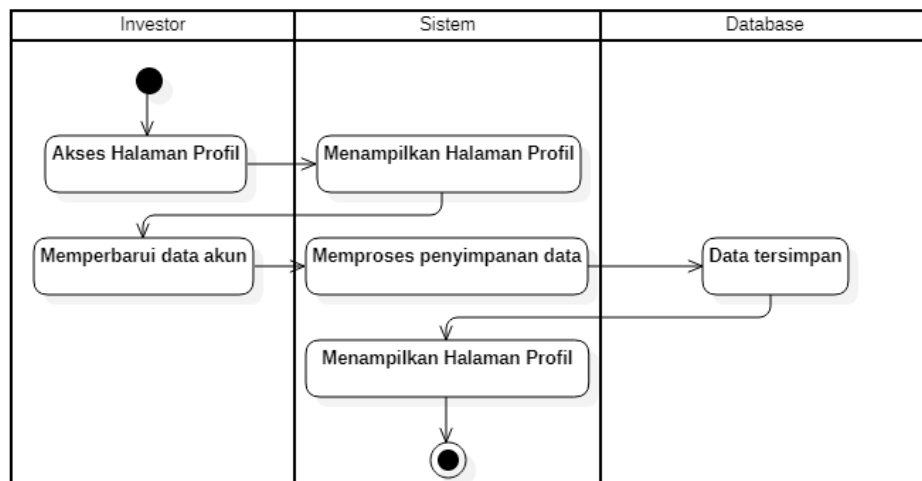 Investor
Sistem
Database
Akses Halaman Profil
Menampilkan Halaman Profil
Memperbarui data akun
Memproses penyimpanan data
Data tersimpan
Menampilkan Halaman Profil